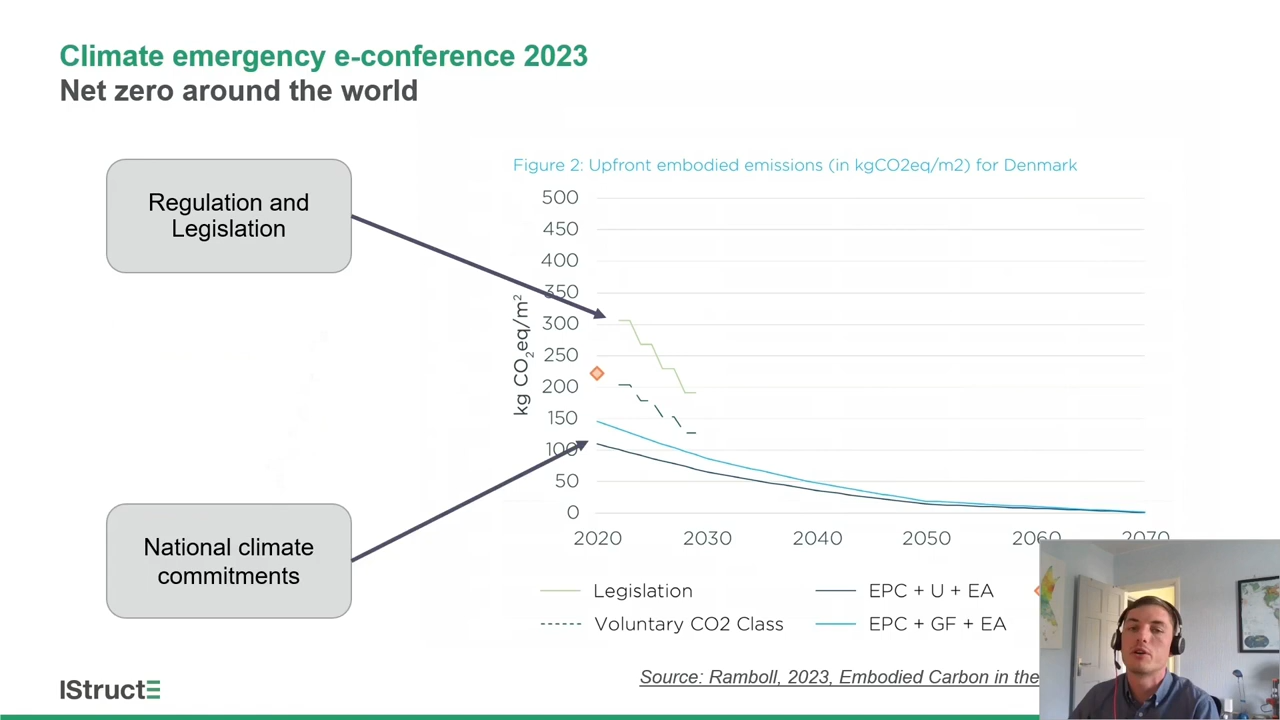 Climate emergency e-conference 2023
Net zero around the world
Regulation and
Legislation
National climate
commitments
Figure 2: Upfront embodied emissions (in kgCO2eq/m2) for Denmark
kg CO2eq/m²
500
450
400
350
300
250
200
150
100
50
0
2020 2030 2040 2050 2060 2070
Legislation
EPC + U + EA
Voluntary CO2 Class
EPC + GF + EA
Source: Ramboll, 2023, Embodied Carbon in the
IStructE